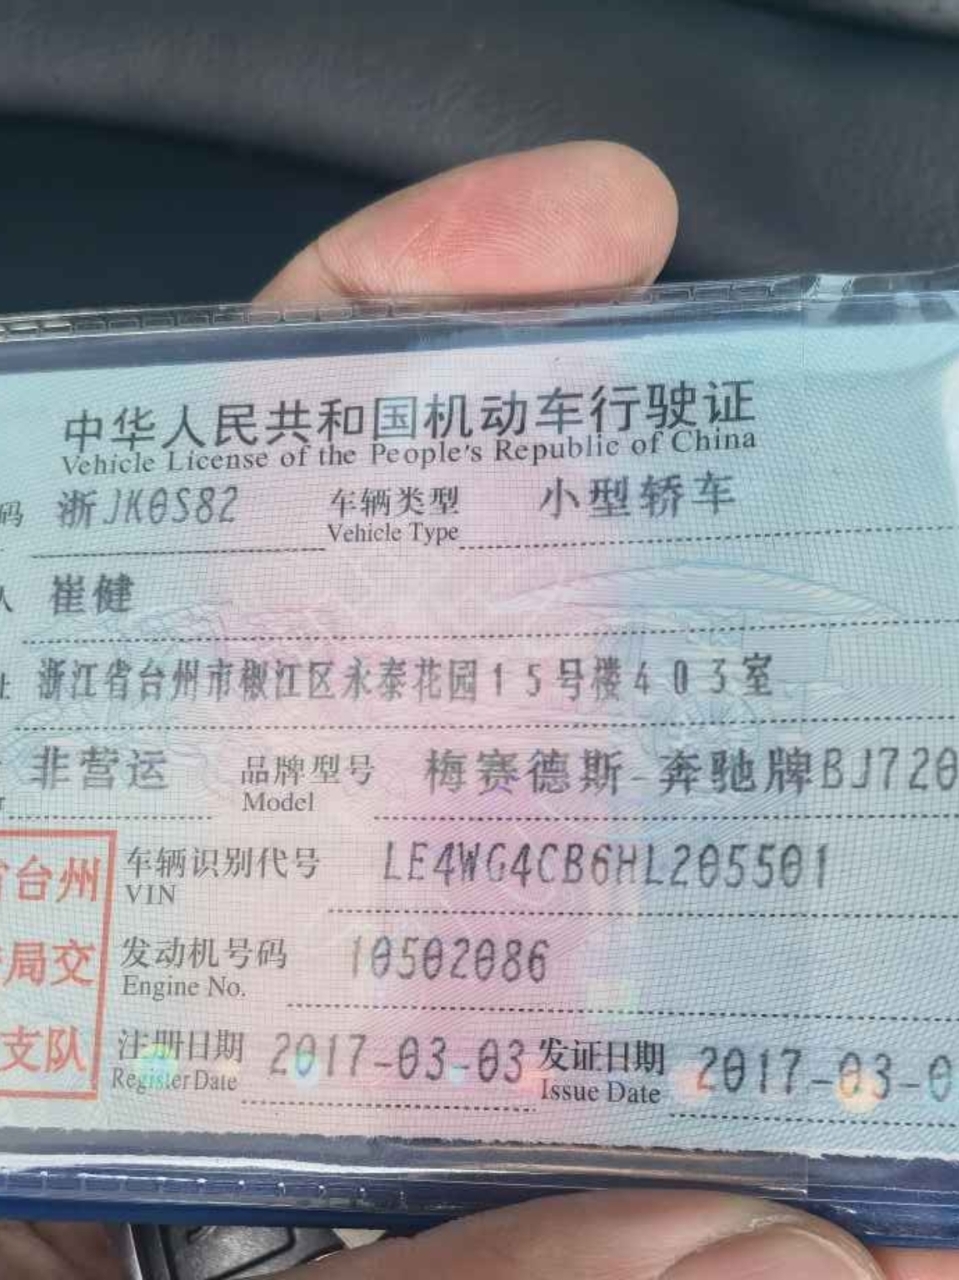 中华人民共和国机动车行驶证
Vehicle License of the People's Republic of China
码 浙JK0S82 车辆类型 小型轿车
Vehicle Type
人 崔健
址 浙江省台州市椒江区永泰花园15号楼403室
非营运 品牌型号 梅赛德斯-奔驰牌BJ720
Model
台州 车辆识别代号 LE4WG4CB6HL205501
VIN
局交 发动机号码 10502086
Engine No.
支队 注册日期 2017-03-03 发证日期 2017-03-0
Register Date Issue Date